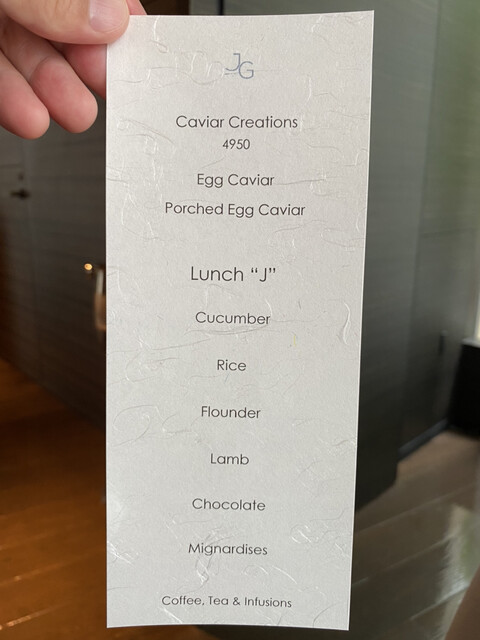 JG
Caviar Creations
4950
Egg Caviar
Porched Egg Caviar
Lunch “J”
Cucumber
Rice
Flounder
Lamb
Chocolate
Mignardises
Coffee, Tea & Infusions